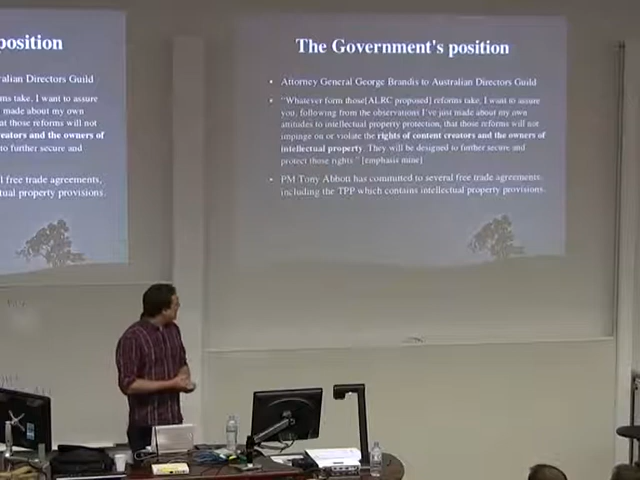 position
ralian Directors Guild
ms take, I want to assure
made about my own
at those reforms will not
reators and the owners of
to further secure and
l free trade agreements,
tual property provisions.
The Government's position
• Attorney General George Brandis to Australian Directors Guild
• "Whatever form those[ALRC proposed] reforms take, I want to assure
you, following from the observations I've just made about my own
attitudes to intellectual property protection, that those reforms will not
impinge on or violate the rights of content creators and the owners of
intellectual property. They will be designed to further secure and
protect those rights" [emphasis mine]
• PM Tony Abbott has committed to several free trade agreements,
including the TPP which contains intellectual property provisions.